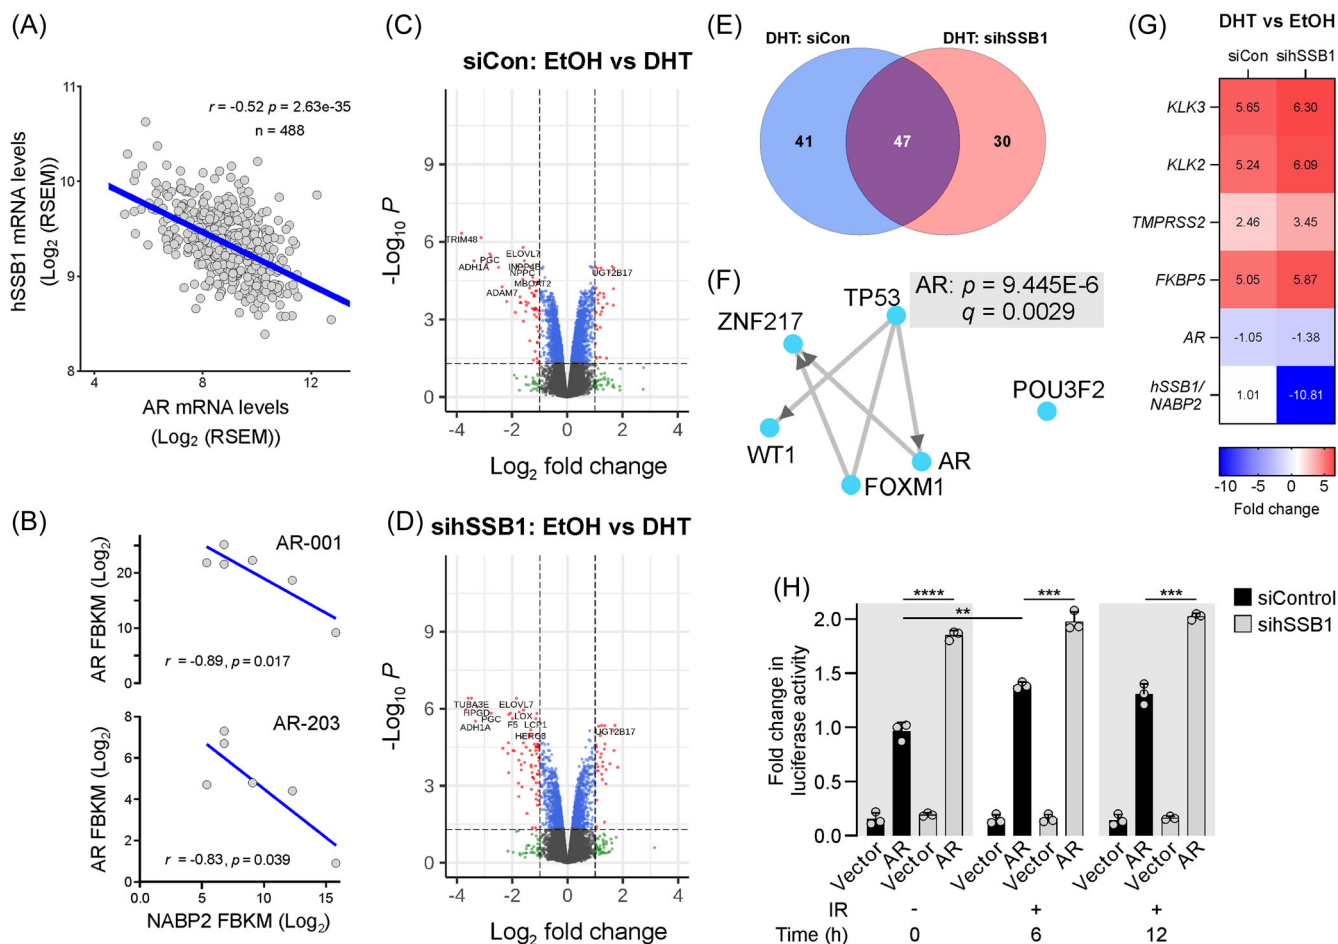 (A)
r = -0.52 p = 2.63e-35
n = 488
hSSB1 mRNA levels
(Log2 (RSEM))
11
10
9
8
4
8
12
AR mRNA levels
(Log2 (RSEM))
(B)
AR-001
AR FBKM (Log2)
20
10
0
r = -0.89, p = 0.017
AR-203
AR FBKM (Log2)
8
6
4
2
0
r = -0.83, p = 0.039
0
5
10
15
NABP2 FBKM (Log2)
(C)
siCon: EtOH vs DHT
-Log10 P
9
6
3
0
TRIM48
PGC
ADH1A
ELOVL7
INPP4B
NPPC
MBOAT2
ADAM7
UGT2B17
-4
-2
0
2
4
Log2 fold change
(D)
sihSSB1: EtOH vs DHT
-Log10 P
9
6
3
0
TUBA3E
HPGD
PGC
ADH1A
ELOVL7
LOX
F5
LCP1
UGT2B17
-4
-2
0
2
4
Log2 fold change
(E)
DHT: siCon
DHT: sihSSB1
41
47
30
(F)
TP53
AR: p = 9.445E-6
q = 0.0029
ZNF217
POU3F2
WT1
AR
FOXM1
(G)
DHT vs EtOH
siCon sihSSB1
KLK3 5.65 6.30
KLK2 5.24 6.09
TMPRSS2 2.46 3.45
FKBP5 5.05 5.87
AR -1.05 -1.38
hSSB1/
NABP2 1.01 -10.81
-10 -5 0 5
Fold change
(H)
siControl
sihSSB1
**** ** *** ***
Fold change in
luciferase activity
2.0
1.5
1.0
0.5
0.0
Vector AR Vector AR Vector AR Vector AR Vector AR Vector AR
IR - + +
Time (h) 0 6 12